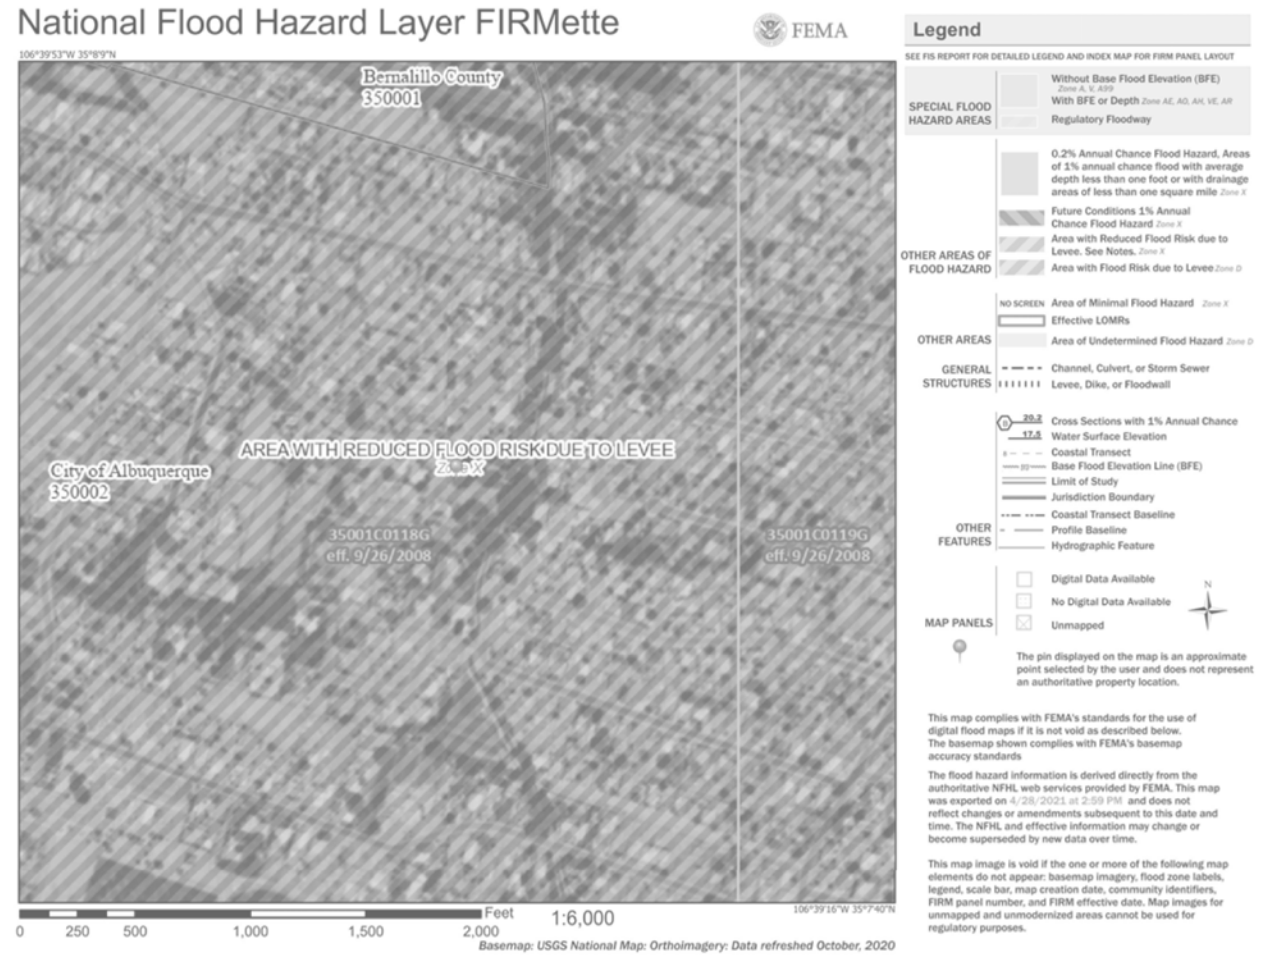 National Flood Hazard Layer FIRMette
FEMA
Legend
SEE FIS REPORT FOR DETAILED LEGEND AND INDEX MAP FOR FIRM PANEL LAYOUT
106°39'53"W 35°8'9"N
Bernalillo County
350001
AREA WITH REDUCED FLOOD RISK DUE TO LEVEE
Zone X
City of Albuquerque
350002
35001C0118G
eff. 9/26/2008
35001C0119G
eff. 9/26/2008
106°39'16"W 35°7'40"N
Feet
1:6,000
0 250 500 1,000 1,500 2,000
Basemap: USGS National Map: Orthoimagery: Data refreshed October, 2020
SPECIAL FLOOD
HAZARD AREAS
Without Base Flood Elevation (BFE)
Zone A, V, A99
With BFE or Depth Zone AE, AO, AH, VE, AR
Regulatory Floodway
OTHER AREAS OF
FLOOD HAZARD
0.2% Annual Chance Flood Hazard, Areas
of 1% annual chance flood with average
depth less than one foot or with drainage
areas of less than one square mile Zone X
Future Conditions 1% Annual
Chance Flood Hazard Zone X
Area with Reduced Flood Risk due to
Levee. See Notes. Zone X
Area with Flood Risk due to Levee Zone D
OTHER AREAS
NO SCREEN Area of Minimal Flood Hazard Zone X
Effective LOMRs
Area of Undetermined Flood Hazard Zone D
GENERAL
STRUCTURES
Channel, Culvert, or Storm Sewer
Levee, Dike, or Floodwall
OTHER
FEATURES
B 20.2 Cross Sections with 1% Annual Chance
17.5 Water Surface Elevation
8 Coastal Transect
Base Flood Elevation Line (BFE)
Limit of Study
Jurisdiction Boundary
Coastal Transect Baseline
Profile Baseline
Hydrographic Feature
MAP PANELS
Digital Data Available
No Digital Data Available
Unmapped
N
The pin displayed on the map is an approximate
point selected by the user and does not represent
an authoritative property location.
This map complies with FEMA's standards for the use of
digital flood maps if it is not void as described below.
The basemap shown complies with FEMA's basemap
accuracy standards
The flood hazard information is derived directly from the
authoritative NFHL web services provided by FEMA. This map
was exported on 4/28/2021 at 2:59 PM and does not
reflect changes or amendments subsequent to this date and
time. The NFHL and effective information may change or
become superseded by new data over time.
This map image is void if the one or more of the following map
elements do not appear: basemap imagery, flood zone labels,
legend, scale bar, map creation date, community identifiers,
FIRM panel number, and FIRM effective date. Map images for
unmapped and unmodernized areas cannot be used for
regulatory purposes.